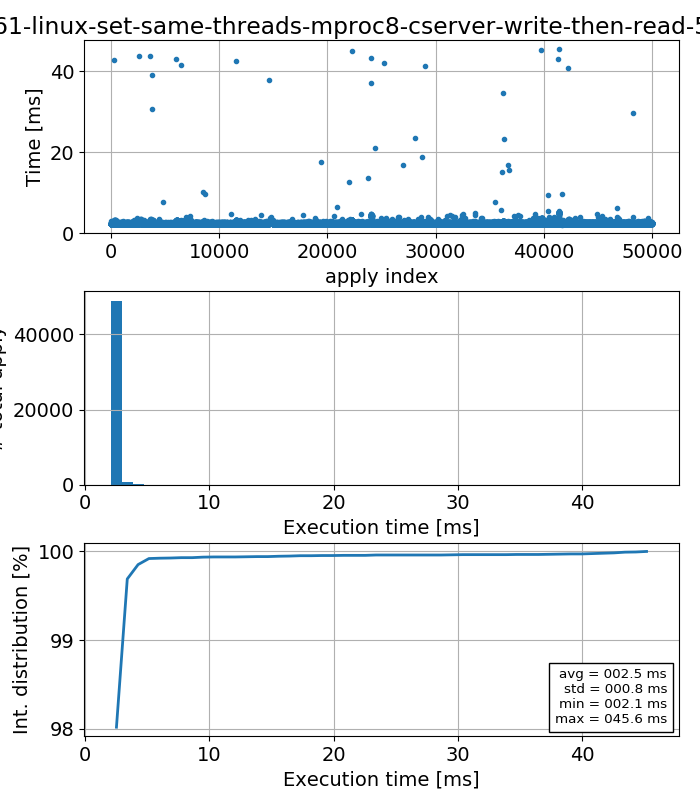 61-linux-set-same-threads-mproc8-cserver-write-then-read-5
Time [ms]
40
20
0
0 10000 20000 30000 40000 50000
apply index
# total apply
40000
20000
0
0 10 20 30 40
Execution time [ms]
Int. distribution [%]
100
99
98
avg = 002.5 ms
std = 000.8 ms
min = 002.1 ms
max = 045.6 ms
0 10 20 30 40
Execution time [ms]